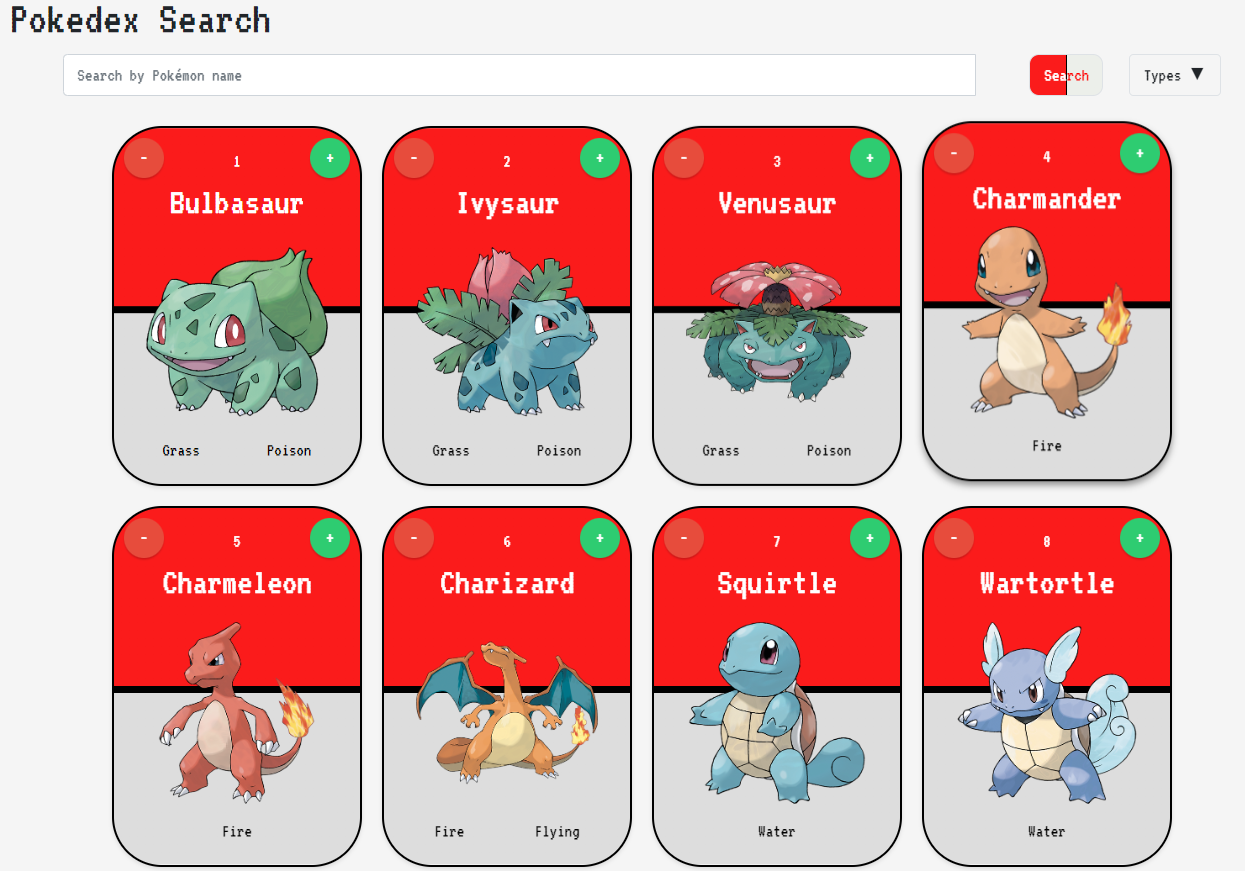 Pokedex Search
Search by Pokémon name
Search
Types ▼
- 1 +
Bulbasaur
Grass Poison
- 2 +
Ivysaur
Grass Poison
- 3 +
Venusaur
Grass Poison
- 4 +
Charmander
Fire
- 5 +
Charmeleon
Fire
- 6 +
Charizard
Fire Flying
- 7 +
Squirtle
Water
- 8 +
Wartortle
Water